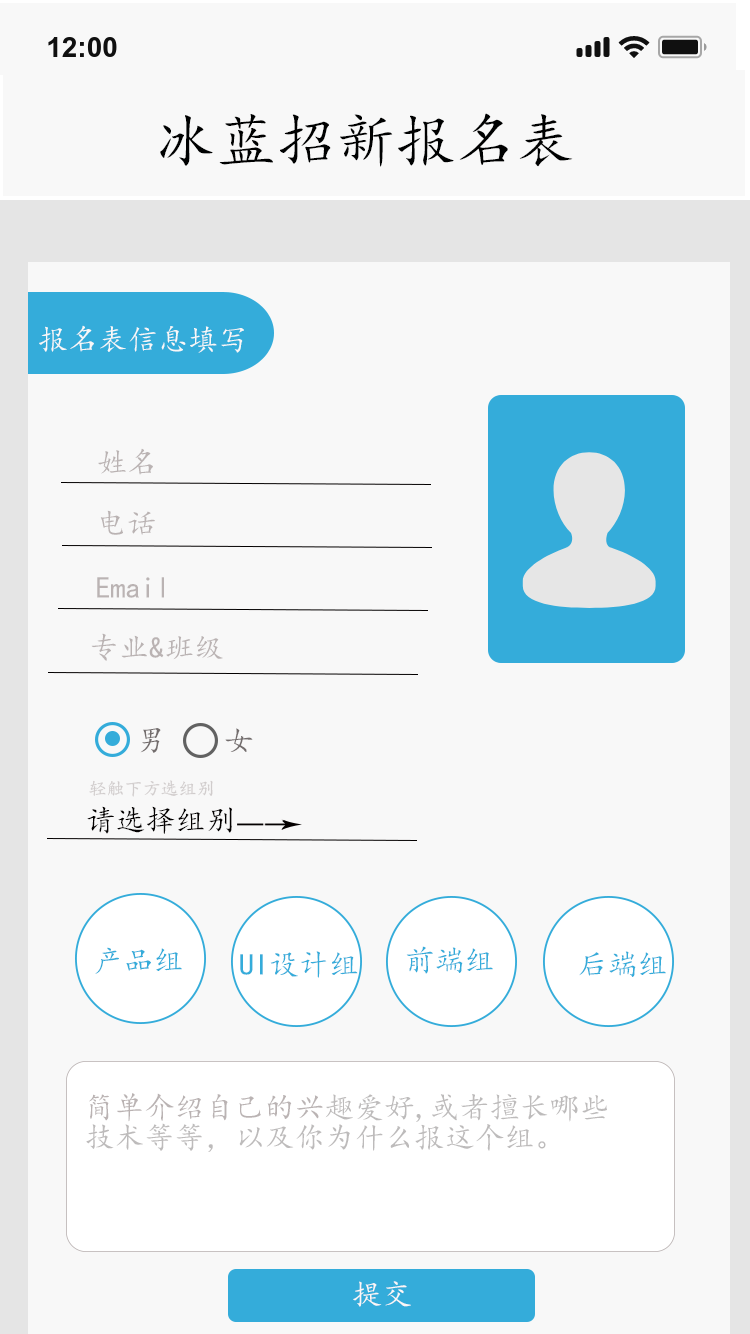 12:00
冰蓝招新报名表
报名表信息填写
姓名
电话
Email
专业&班级
男 女
轻触下方选组别
请选择组别
产品组 UI设计组 前端组 后端组
简单介绍自己的兴趣爱好,或者擅长哪些
技术等等，以及你为什么报这个组。
提交